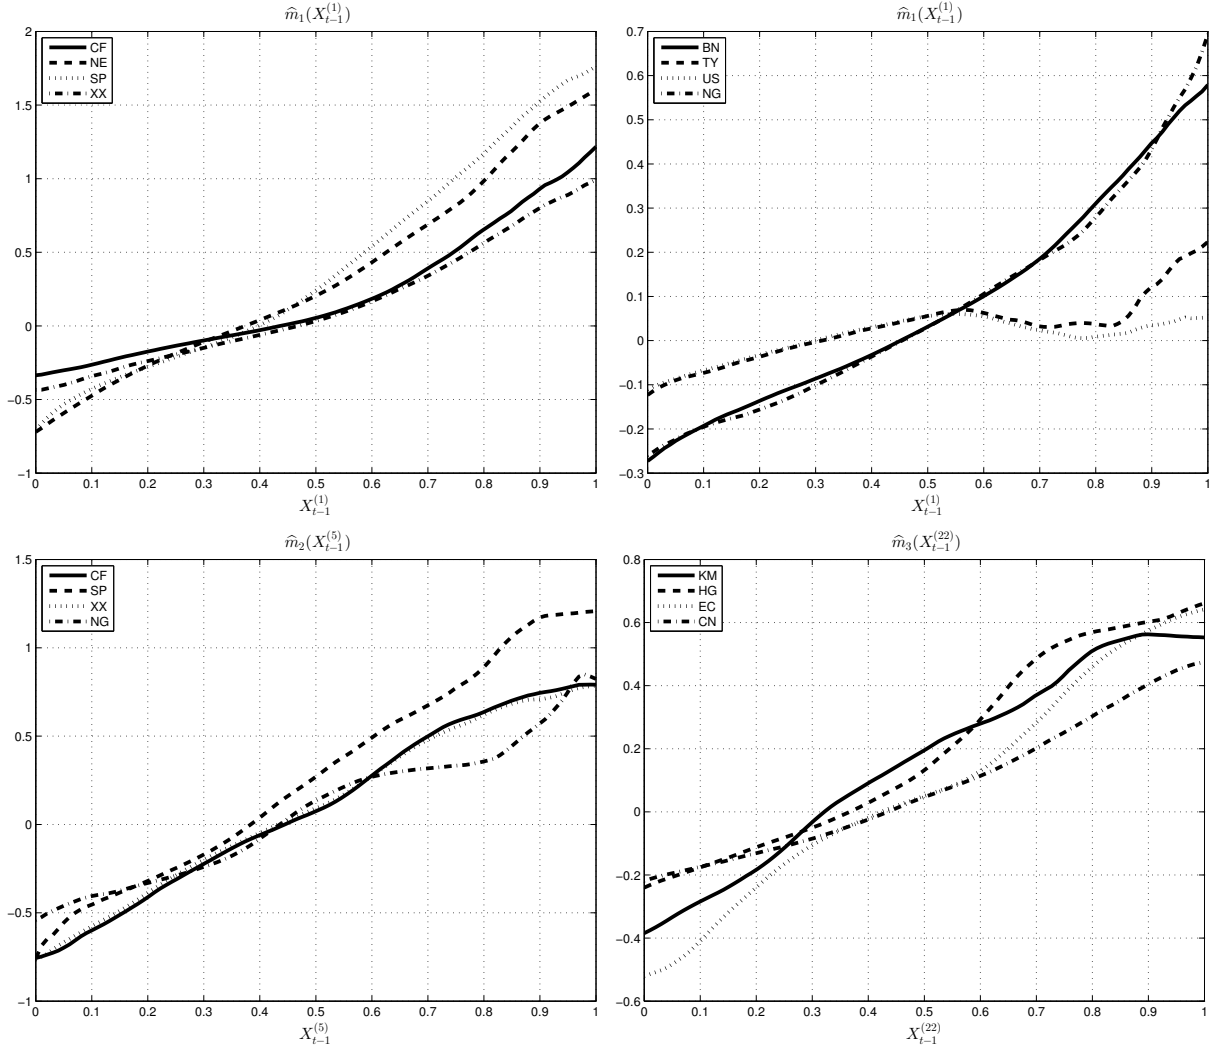 m̂₁(X_{t−1}^{(1)})
2
1.5
1
0.5
0
−0.5
−1
CF
NE
SP
XX
0 0.1 0.2 0.3 0.4 0.5 0.6 0.7 0.8 0.9 1
X_{t−1}^{(1)}
m̂₁(X_{t−1}^{(1)})
0.7
0.6
0.5
0.4
0.3
0.2
0.1
0
−0.1
−0.2
−0.3
BN
TY
US
NG
0 0.1 0.2 0.3 0.4 0.5 0.6 0.7 0.8 0.9 1
X_{t−1}^{(1)}
m̂₂(X_{t−1}^{(5)})
1.5
1
0.5
0
−0.5
−1
CF
SP
XX
NG
0 0.1 0.2 0.3 0.4 0.5 0.6 0.7 0.8 0.9 1
X_{t−1}^{(5)}
m̂₃(X_{t−1}^{(22)})
0.8
0.6
0.4
0.2
0
−0.2
−0.4
−0.6
KM
HG
EC
CN
0 0.1 0.2 0.3 0.4 0.5 0.6 0.7 0.8 0.9 1
X_{t−1}^{(22)}